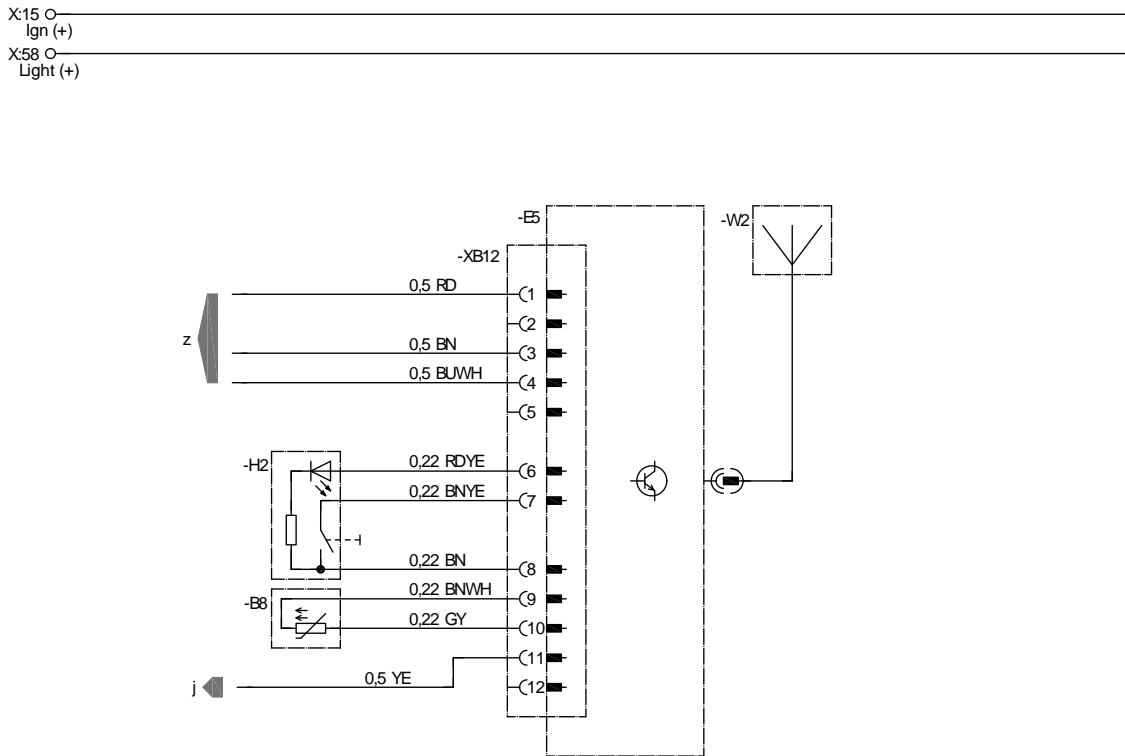 X:15
Ign (+)
X:58
Light (+)
-E5
-W2
-XB12
0,5 RD
1
2
z
0,5 BN
3
0,5 BUWH
4
5
-H2
0,22 RDYE
6
0,22 BNYE
7
0,22 BN
8
-B8
0,22 BNWH
9
0,22 GY
10
11
j
0,5 YE
12